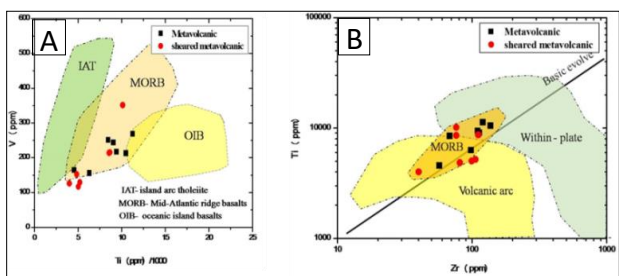 A
Metavolcanic
sheared metavolcanic
IAT
MORB
OIB
IAT- island arc tholeiite
MORB- Mid-Atlantic ridge basalts
OIB- oceanic island basalts
V (ppm)
600
500
400
300
200
100
0
0 5 10 15 20 25
Ti (ppm) /1000
B
Metavolcanic
sheared metavolcanic
Basic evolve
MORB
Within - plate
Volcanic arc
Ti (ppm)
100000
10000
1000
10 100 1000
Zr (ppm)